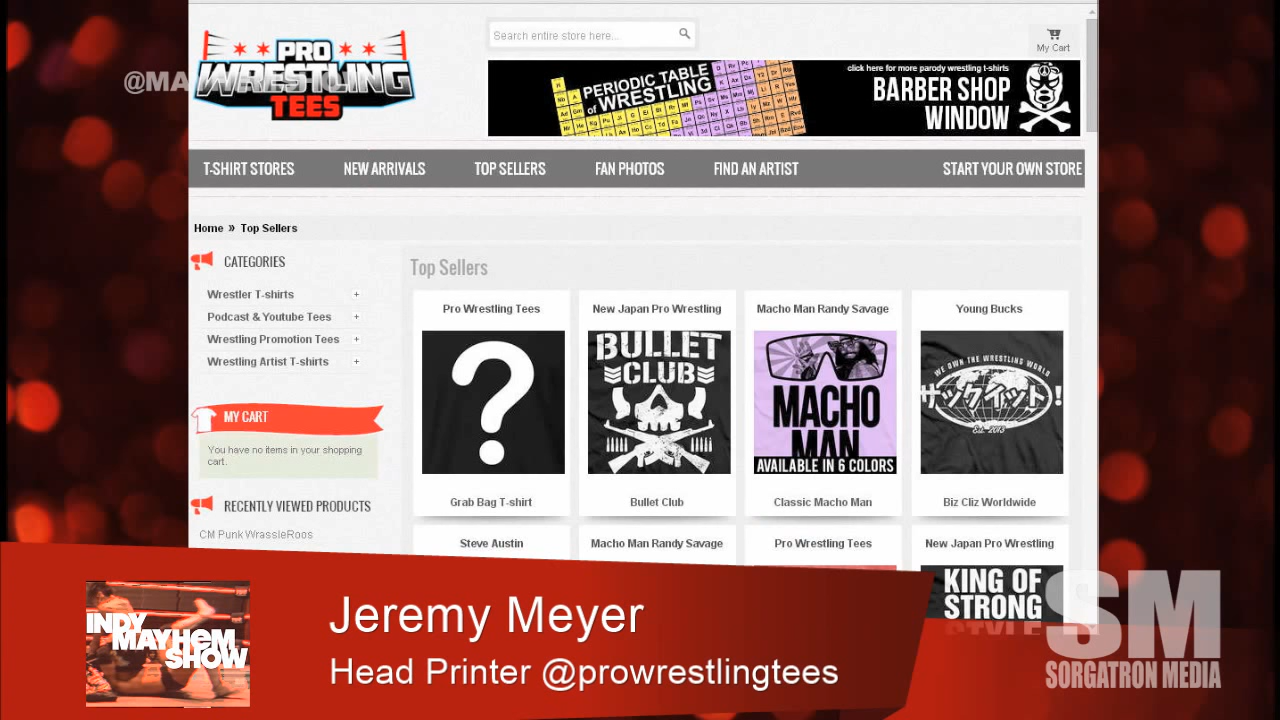 Search entire store here...
My Cart
PRO
WRESTLING
TEES
PERIODIC TABLE
of WRESTLING
click here for more parody wrestling t-shirts
BARBER SHOP
WINDOW
T-SHIRT STORES
NEW ARRIVALS
TOP SELLERS
FAN PHOTOS
FIND AN ARTIST
START YOUR OWN STORE
Home » Top Sellers
CATEGORIES
Wrestler T-shirts +
Podcast & Youtube Tees +
Wrestling Promotion Tees +
Wrestling Artist T-shirts +
MY CART
You have no items in your shopping
cart.
RECENTLY VIEWED PRODUCTS
CM Punk WrassleRoos
Top Sellers
Pro Wrestling Tees
?
Grab Bag T-shirt
New Japan Pro Wrestling
BULLET
CLUB
Bullet Club
Macho Man Randy Savage
MACHO
MAN
AVAILABLE IN 6 COLORS
Classic Macho Man
Young Bucks
WE OWN THE WRESTLING WORLD
サックイット!
Est. 2013
Biz Cliz Worldwide
Steve Austin
Macho Man Randy Savage
Pro Wrestling Tees
New Japan Pro Wrestling
KING OF
STRONG
STYLE
INDY
MAYHEM
SHOW
Jeremy Meyer
Head Printer @prowrestlingtees
SM
SORGATRON MEDIA